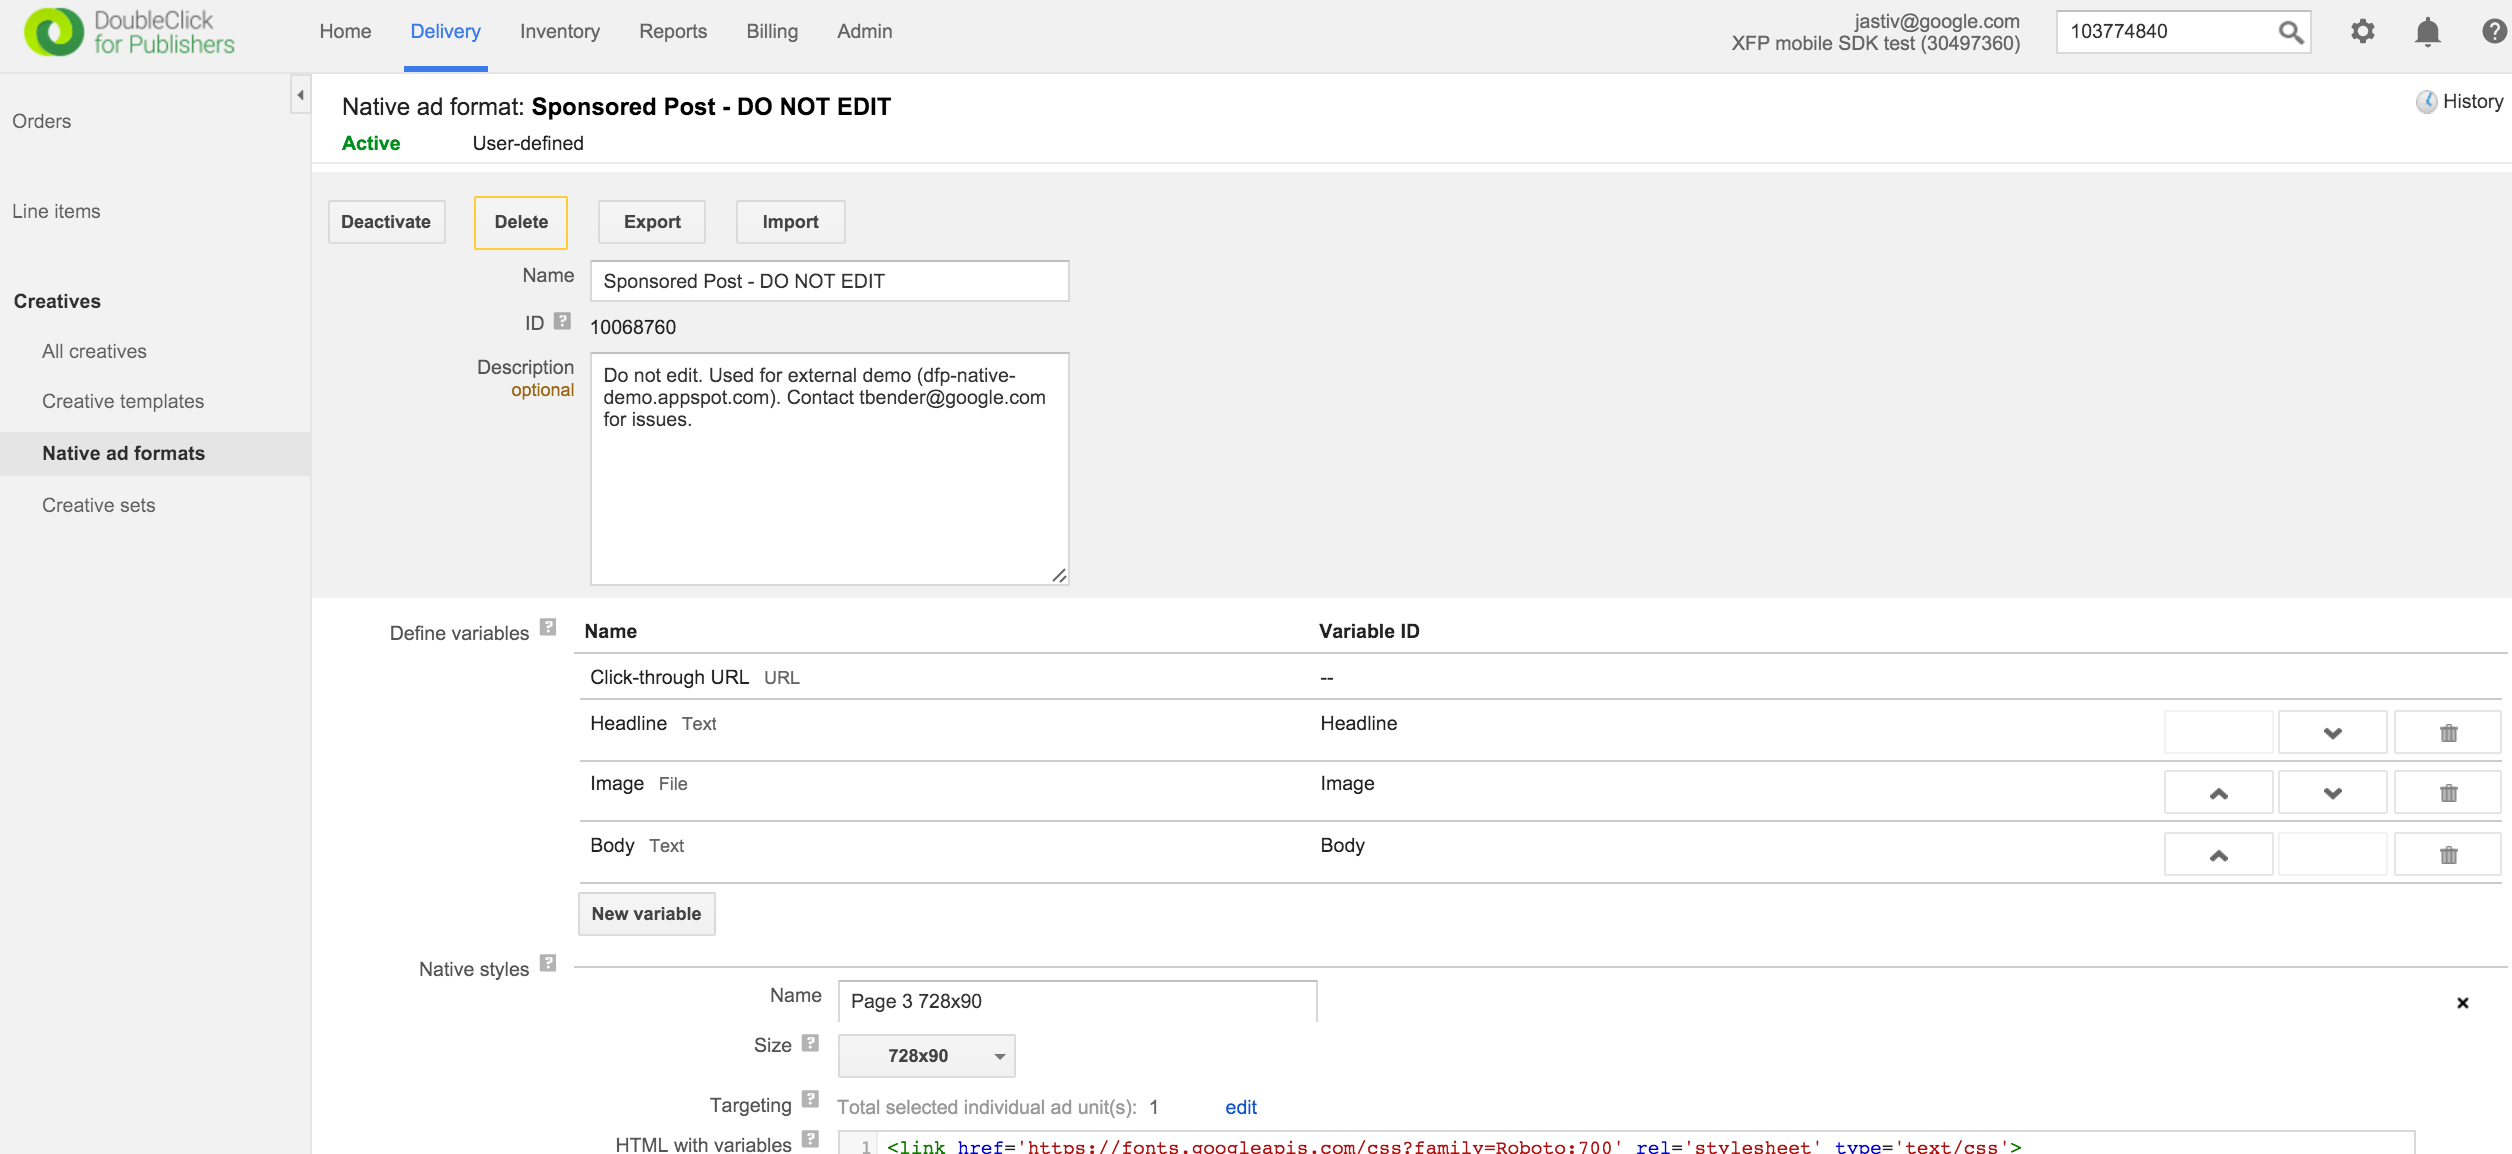 DoubleClick
for Publishers
Home Delivery Inventory Reports Billing Admin
jastiv@google.com
XFP mobile SDK test (30497360)
103774840
Orders
Line items
Creatives
All creatives
Creative templates
Native ad formats
Creative sets
Native ad format: Sponsored Post - DO NOT EDIT
History
Active User-defined
Deactivate Delete Export Import
Name Sponsored Post - DO NOT EDIT
ID ? 10068760
Description
optional
Do not edit. Used for external demo (dfp-native-
demo.appspot.com). Contact tbender@google.com
for issues.
Define variables ? Name Variable ID
Click-through URL URL --
Headline Text Headline
Image File Image
Body Text Body
New variable
Native styles ?
Name Page 3 728x90
Size ? 728x90
Targeting ? Total selected individual ad unit(s): 1 edit
HTML with variables ? 1 <link href='https://fonts.googleapis.com/css?family=Roboto:700' rel='stylesheet' type='text/css'>